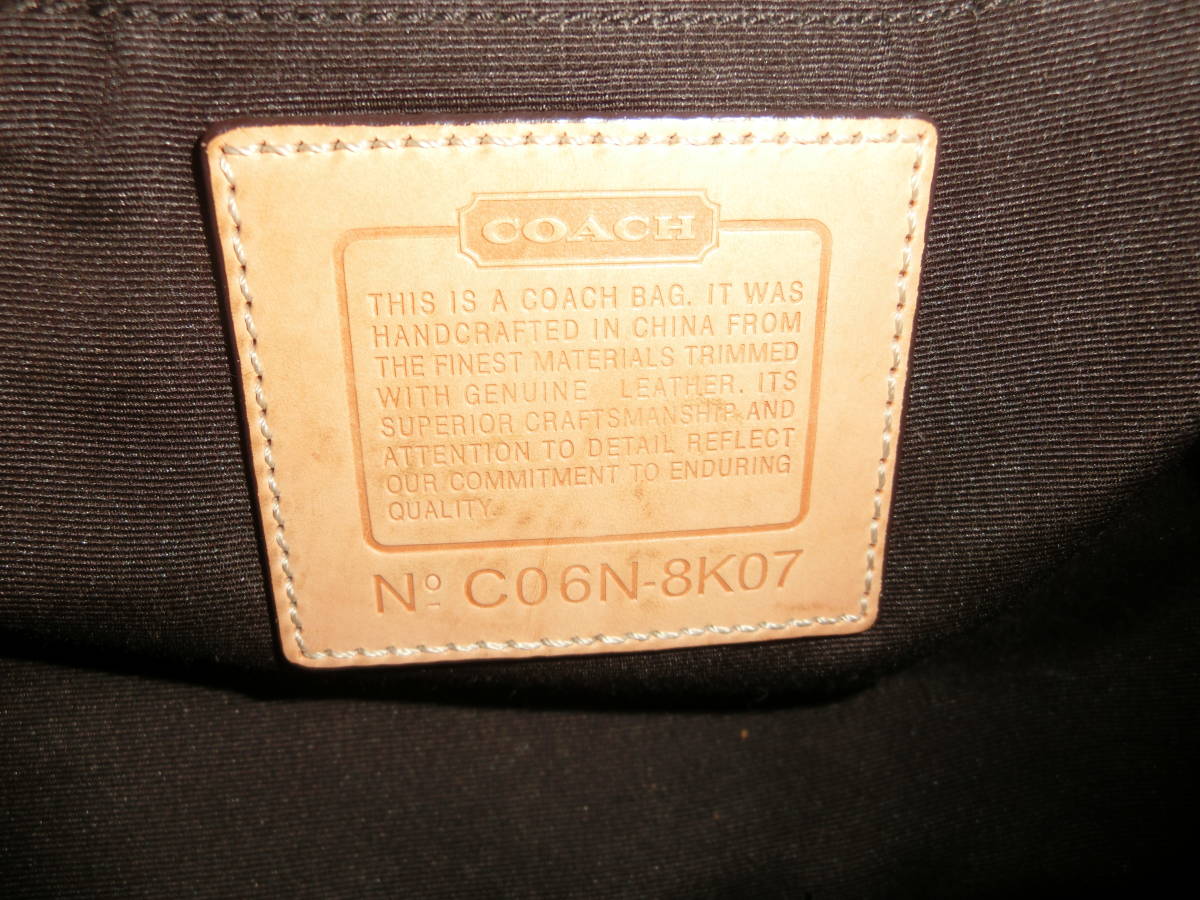 COACH
THIS IS A COACH BAG. IT WAS
HANDCRAFTED IN CHINA FROM
THE FINEST MATERIALS TRIMMED
WITH GENUINE LEATHER. ITS
SUPERIOR CRAFTSMANSHIP AND
ATTENTION TO DETAIL REFLECT
OUR COMMITMENT TO ENDURING
QUALITY.
Nº C06N-8K07